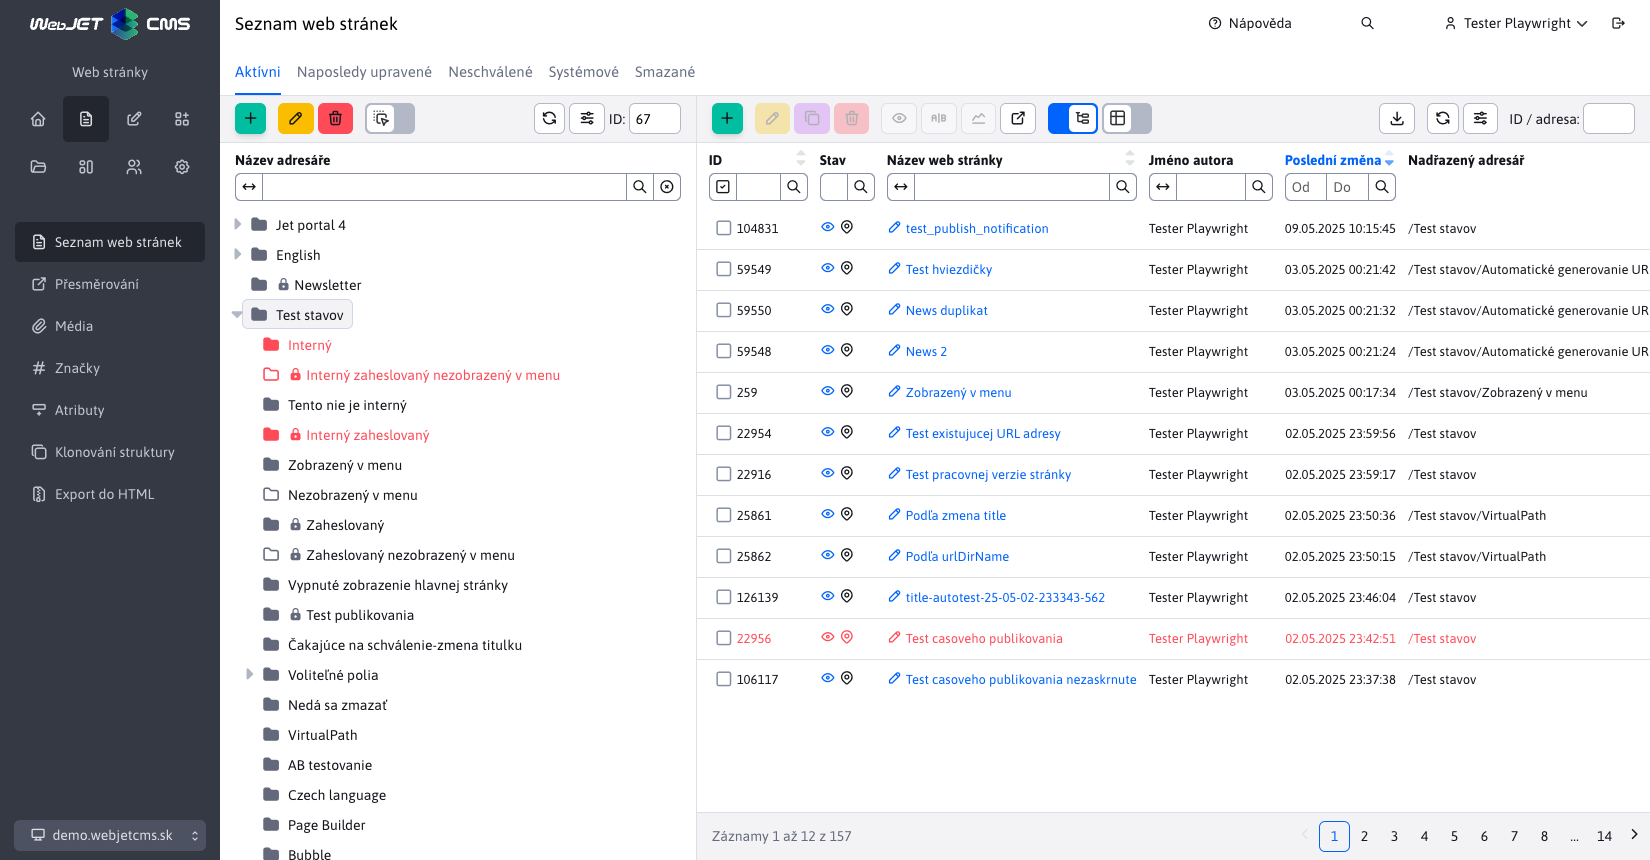 WebJET CMS
Seznam web stránek
Nápověda
Tester Playwright
Web stránky
Aktívni
Naposledy upravené
Neschválené
Systémové
Smazané
ID: 67
A|B
ID / adresa:
Seznam web stránek
Přesměrování
Média
Značky
Atributy
Klonování struktury
Export do HTML
demo.webjetcms.sk
Název adresáře
Jet portal 4
English
Newsletter
Test stavov
Interný
Interný zaheslovaný nezobrazený v menu
Tento nie je interný
Interný zaheslovaný
Zobrazený v menu
Nezobrazený v menu
Zaheslovaný
Zaheslovaný nezobrazený v menu
Vypnuté zobrazenie hlavnej stránky
Test publikovania
Čakajúce na schválenie-zmena titulku
Voliteľné polia
Nedá sa zmazať
VirtualPath
AB testovanie
Czech language
Page Builder
Bubble
ID Stav Název web stránky Jméno autora Poslední změna Nadřazený adresář
Od Do
104831 test_publish_notification Tester Playwright 09.05.2025 10:15:45 /Test stavov
59549 Test hviezdičky Tester Playwright 03.05.2025 00:21:42 /Test stavov/Automatické generovanie UR
59550 News duplikat Tester Playwright 03.05.2025 00:21:32 /Test stavov/Automatické generovanie UR
59548 News 2 Tester Playwright 03.05.2025 00:21:24 /Test stavov/Automatické generovanie UR
259 Zobrazený v menu Tester Playwright 03.05.2025 00:17:34 /Test stavov/Zobrazený v menu
22954 Test existujucej URL adresy Tester Playwright 02.05.2025 23:59:56 /Test stavov
22916 Test pracovnej verzie stránky Tester Playwright 02.05.2025 23:59:17 /Test stavov
25861 Podľa zmena title Tester Playwright 02.05.2025 23:50:36 /Test stavov/VirtualPath
25862 Podľa urlDirName Tester Playwright 02.05.2025 23:50:15 /Test stavov/VirtualPath
126139 title-autotest-25-05-02-233343-562 Tester Playwright 02.05.2025 23:46:04 /Test stavov
22956 Test casoveho publikovania Tester Playwright 02.05.2025 23:42:51 /Test stavov
106117 Test casoveho publikovania nezaskrnute Tester Playwright 02.05.2025 23:37:38 /Test stavov
Záznamy 1 až 12 z 157
1 2 3 4 5 6 7 8 ... 14